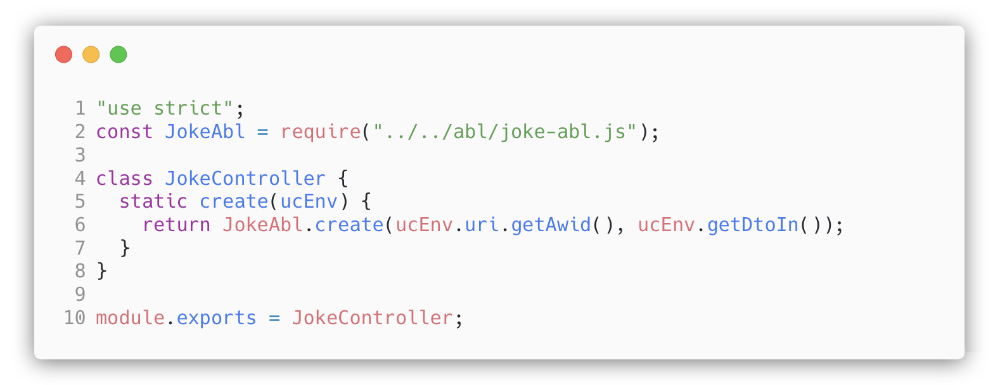 1 "use strict";
2 const JokeAbl = require("../../abl/joke-abl.js");
3
4 class JokeController {
5   static create(ucEnv) {
6     return JokeAbl.create(ucEnv.uri.getAwid(), ucEnv.getDtoIn());
7   }
8 }
9
10 module.exports = JokeController;